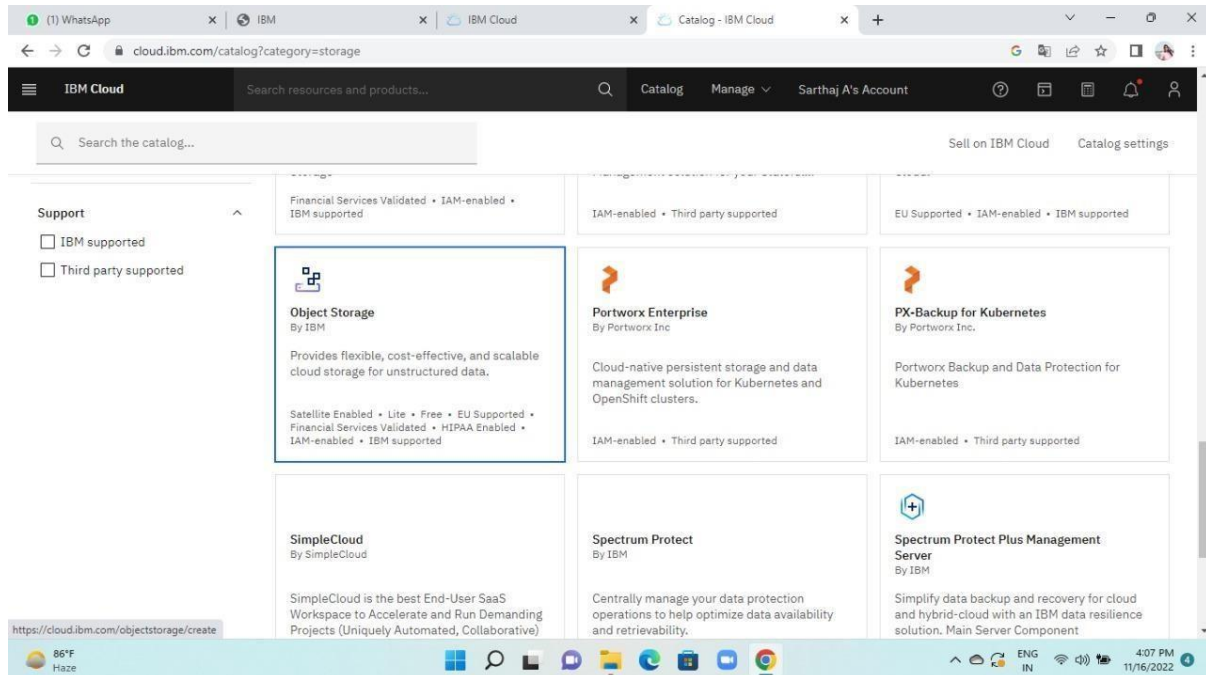 (1) WhatsApp
IBM
IBM Cloud
Catalog - IBM Cloud
cloud.ibm.com/catalog?category=storage
IBM Cloud
Search resources and products...
Catalog
Manage
Sarthaj A's Account
Search the catalog...
Sell on IBM Cloud
Catalog settings
Support
IBM supported
Third party supported
Financial Services Validated • IAM-enabled •
IBM supported
IAM-enabled • Third party supported
EU Supported • IAM-enabled • IBM supported
Object Storage
By IBM
Provides flexible, cost-effective, and scalable
cloud storage for unstructured data.
Satellite Enabled • Lite • Free • EU Supported •
Financial Services Validated • HIPAA Enabled •
IAM-enabled • IBM supported
Portworx Enterprise
By Portworx Inc
Cloud-native persistent storage and data
management solution for Kubernetes and
OpenShift clusters.
IAM-enabled • Third party supported
PX-Backup for Kubernetes
By Portworx Inc.
Portworx Backup and Data Protection for
Kubernetes
IAM-enabled • Third party supported
SimpleCloud
By SimpleCloud
SimpleCloud is the best End-User SaaS
Workspace to Accelerate and Run Demanding
Projects (Uniquely Automated, Collaborative)
Spectrum Protect
By IBM
Centrally manage your data protection
operations to help optimize data availability
and retrievability.
Spectrum Protect Plus Management
Server
By IBM
Simplify data backup and recovery for cloud
and hybrid-cloud with an IBM data resilience
solution. Main Server Component
https://cloud.ibm.com/objectstorage/create
86°F
Haze
ENG
IN
4:07 PM
11/16/2022
4